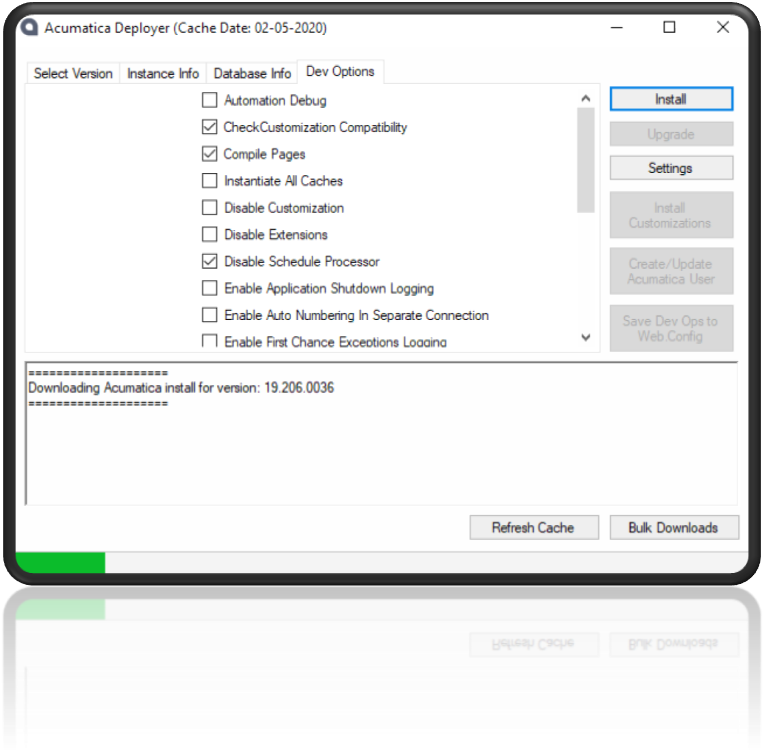 Acumatica Deployer (Cache Date: 02-05-2020)
Select Version
Instance Info
Database Info
Dev Options
Automation Debug
CheckCustomization Compatibility
Compile Pages
Instantiate All Caches
Disable Customization
Disable Extensions
Disable Schedule Processor
Enable Application Shutdown Logging
Enable Auto Numbering In Separate Connection
Enable First Chance Exceptions Logging
Install
Upgrade
Settings
Install
Customizations
Create/Update
Acumatica User
Save Dev Ops to
Web.Config
====================
Downloading Acumatica install for version: 19.206.0036
====================
Refresh Cache
Bulk Downloads